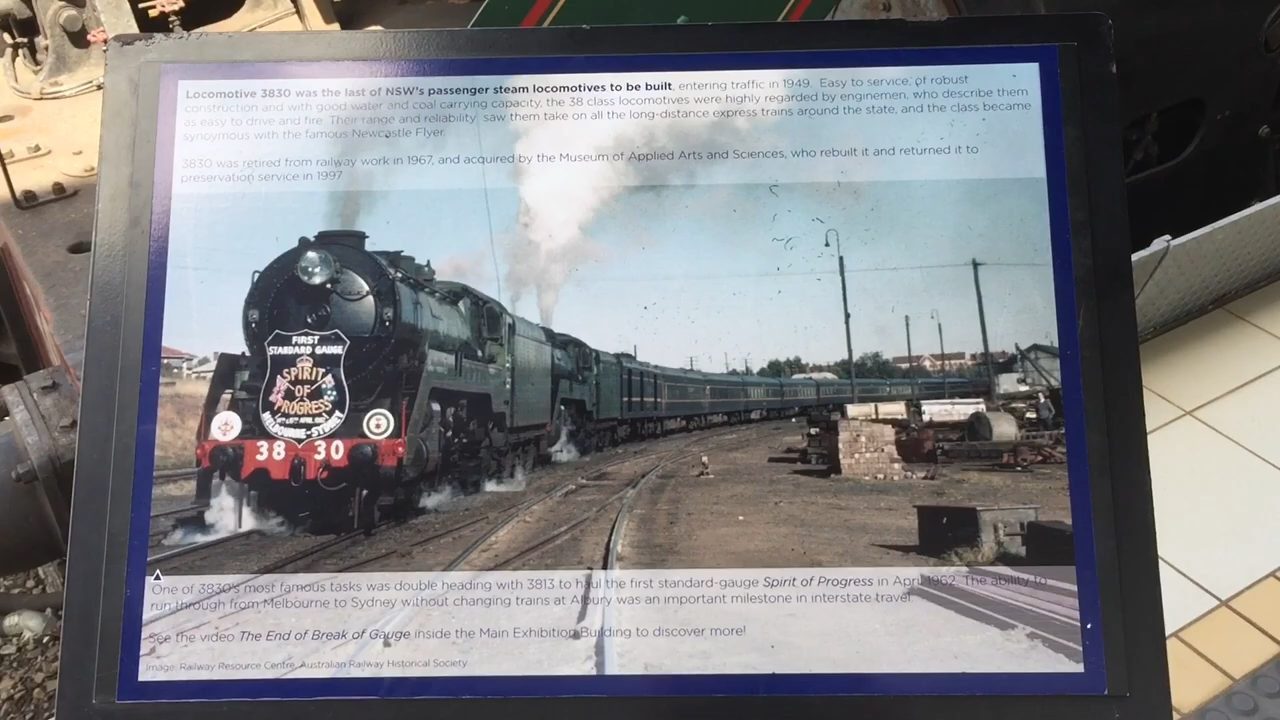 Locomotive 3830 was the last of NSW's passenger steam locomotives to be built, entering traffic in 1949. Easy to service, of robust
construction and with good water and coal carrying capacity, the 38 class locomotives were highly regarded by enginemen, who describe them
as easy to drive and fire. Their range and reliability saw them take on all the long-distance express trains around the state, and the class became
synoymous with the famous Newcastle Flyer.
3830 was retired from railway work in 1967, and acquired by the Museum of Applied Arts and Sciences, who rebuilt it and returned it to
preservation service in 1997
FIRST
STANDARD GAUGE
SPIRIT
OF
PROGRESS
APRIL
MELBOURNE-SYDNEY
38 30
One of 3830's most famous tasks was double heading with 3813 to haul the first standard-gauge Spirit of Progress in April 1962. The ability to
run through from Melbourne to Sydney without changing trains at Albury was an important milestone in interstate travel.
See the video The End of Break of Gauge inside the Main Exhibition Building to discover more!
Image: Railway Resource Centre, Australian Railway Historical Society